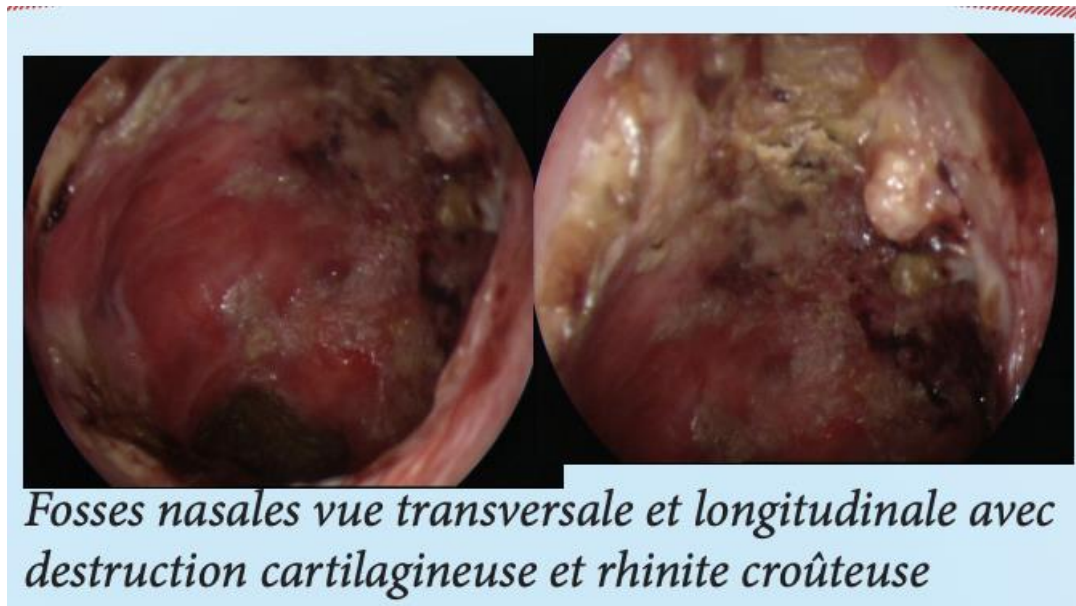 Fosses nasales vue transversale et longitudinale avec
destruction cartilagineuse et rhinite croûteuse